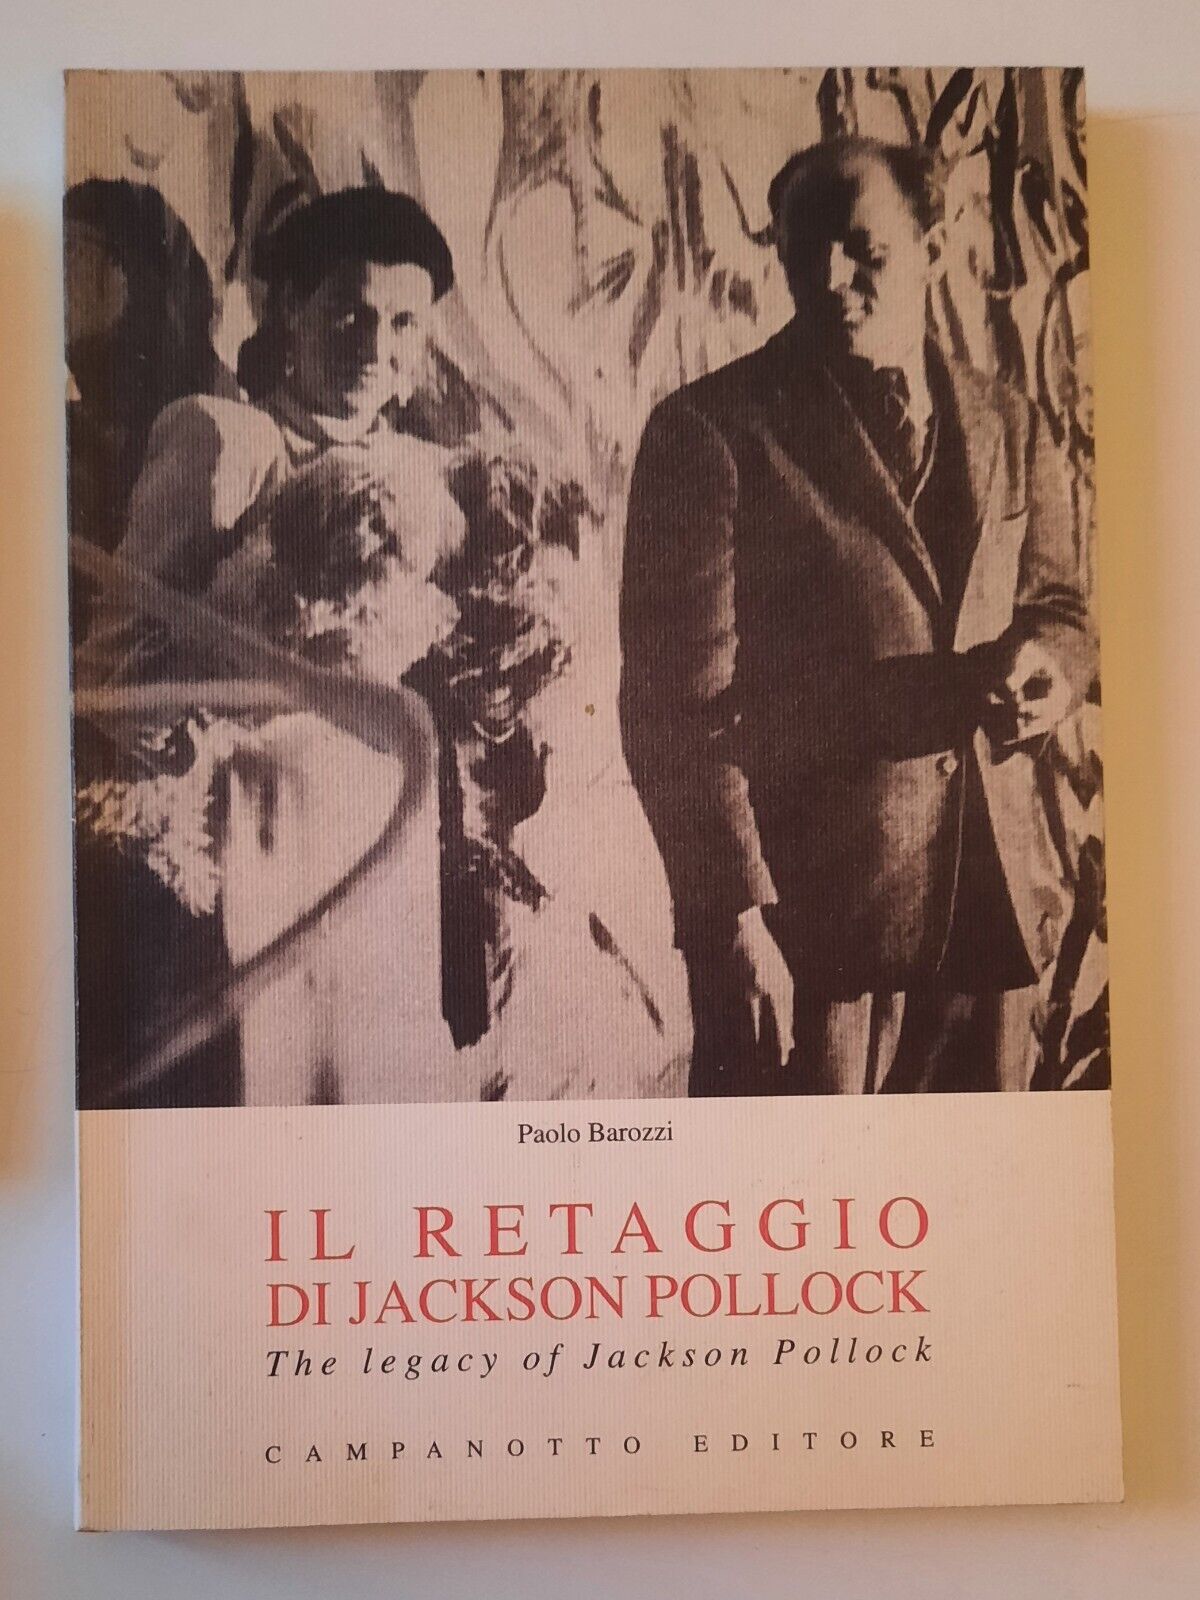 Paolo Barozzi
IL RETAGGIO
DI JACKSON POLLOCK
The legacy of Jackson Pollock
CAMPANOTTO EDITORE